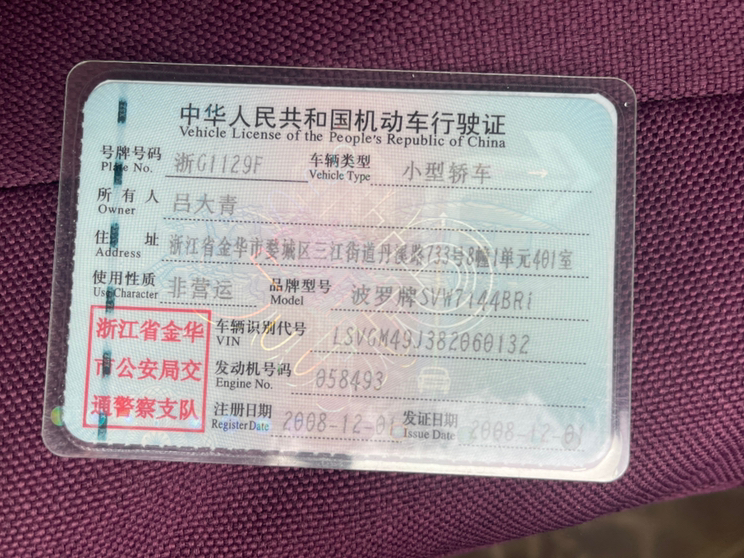 中华人民共和国机动车行驶证
Vehicle License of the People's Republic of China
号牌号码 浙G1129F 车辆类型 小型轿车
Plate No. Vehicle Type
所有人 吕大青
Owner
住址 浙江省金华市婺城区三江街道丹溪路733号8幢1单元401室
Address
使用性质 非营运 品牌型号 波罗牌SVW7144BRi
Use Character Model
浙江省金华
市公安局交
通警察支队
车辆识别代号 LSVGM49J382060132
VIN
发动机号码 058493
Engine No.
注册日期 2008-12-01 发证日期 2008-12-01
Register Date Issue Date